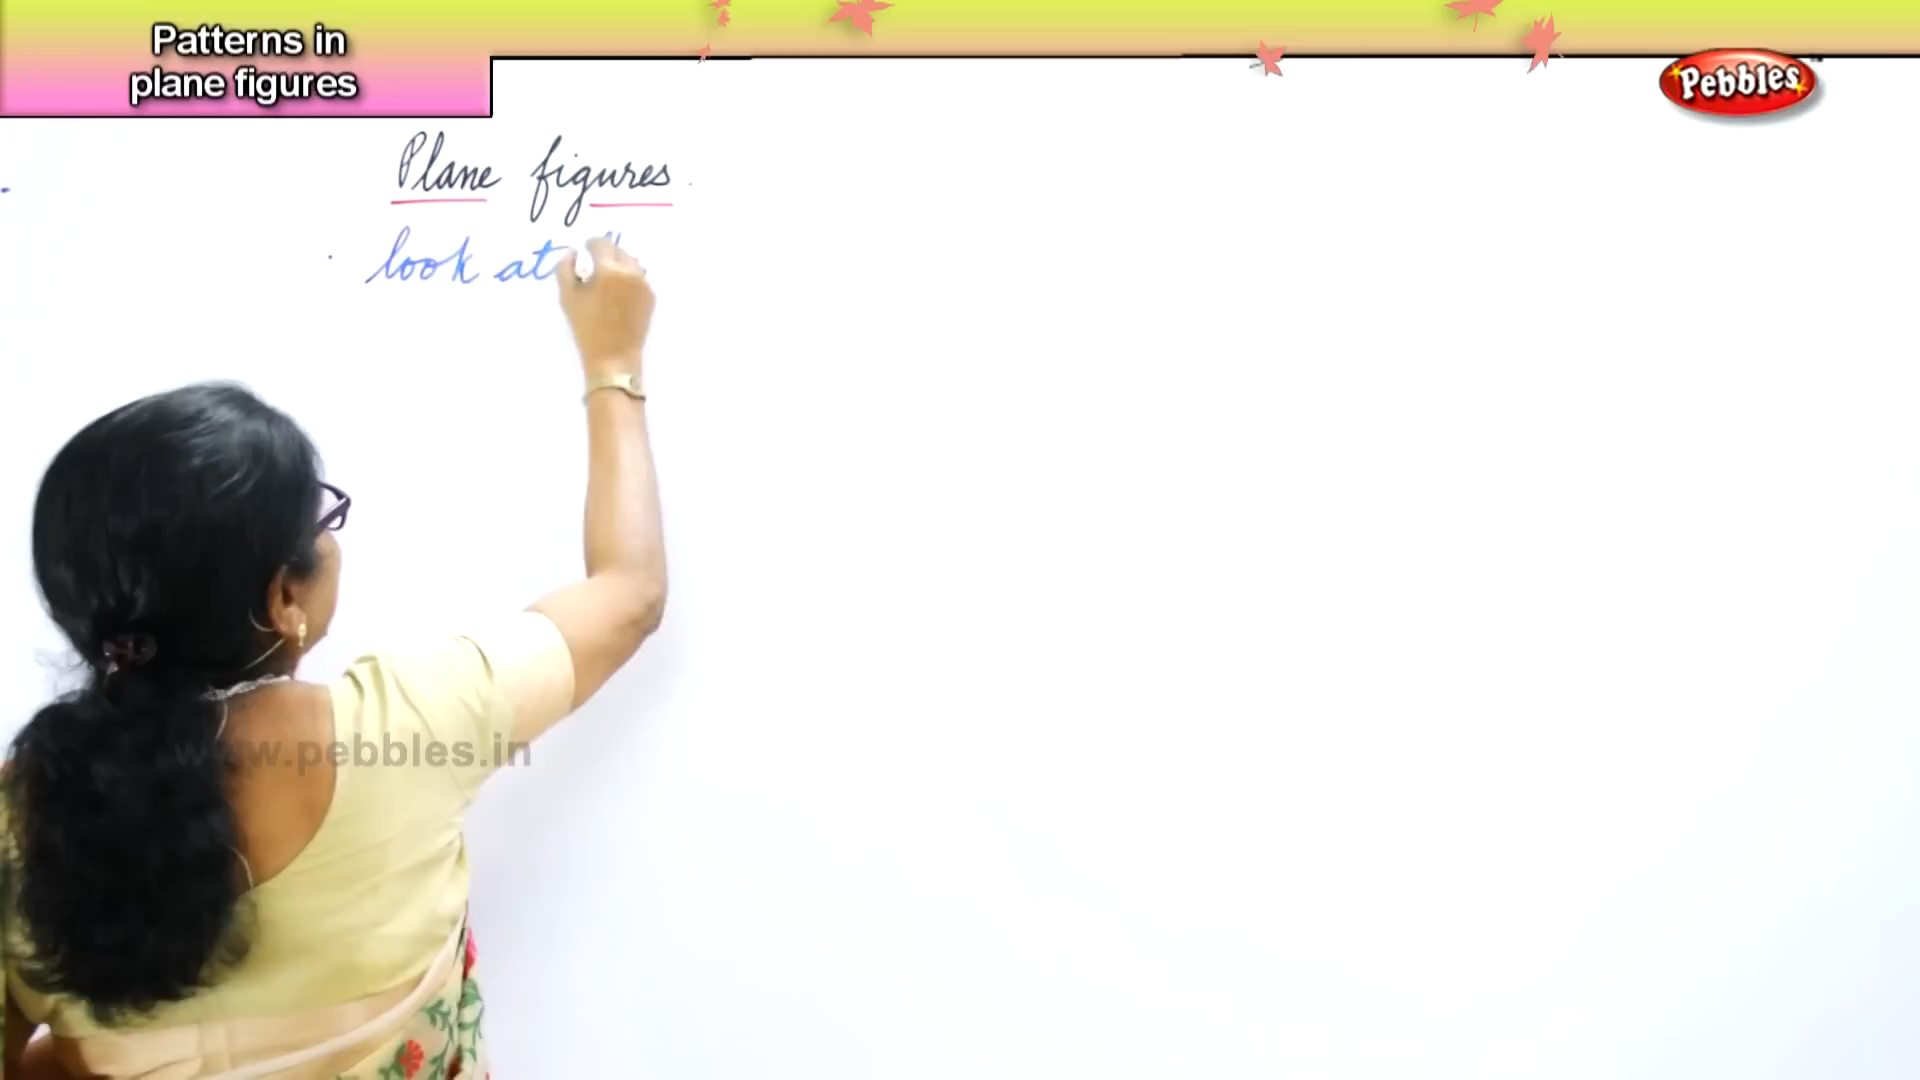 Patterns in
plane figures
Pebbles
Plane figures
look at
www.pebbles.in